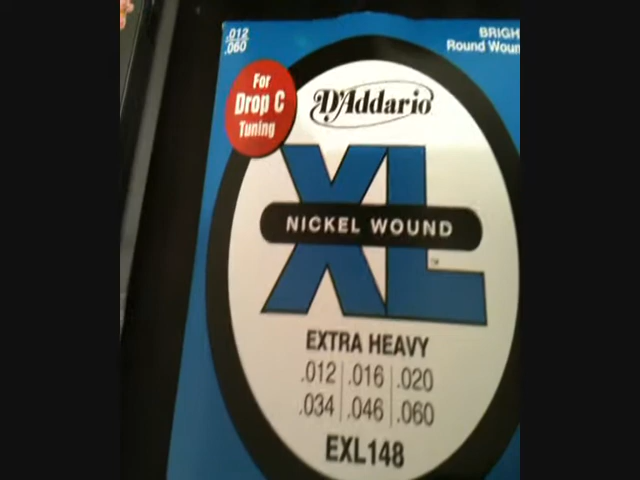 .012
.060
BRIGH
Round Woun
For
Drop C
Tuning
D'Addario
XL
NICKEL WOUND
EXTRA HEAVY
.012 .016 .020
.034 .046 .060
EXL148